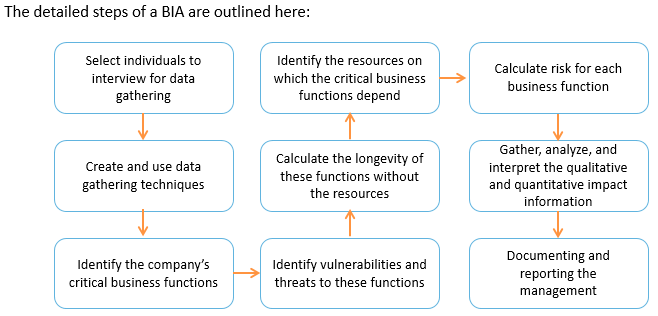 The detailed steps of a BIA are outlined here:
Select individuals to
interview for data
gathering
Create and use data
gathering techniques
Identify the company's
critical business functions
Identify vulnerabilities and
threats to these functions
Calculate the longevity of
these functions without
the resources
Identify the resources on
which the critical business
functions depend
Calculate risk for each
business function
Gather, analyze, and
interpret the qualitative
and quantitative impact
information
Documenting and
reporting the
management